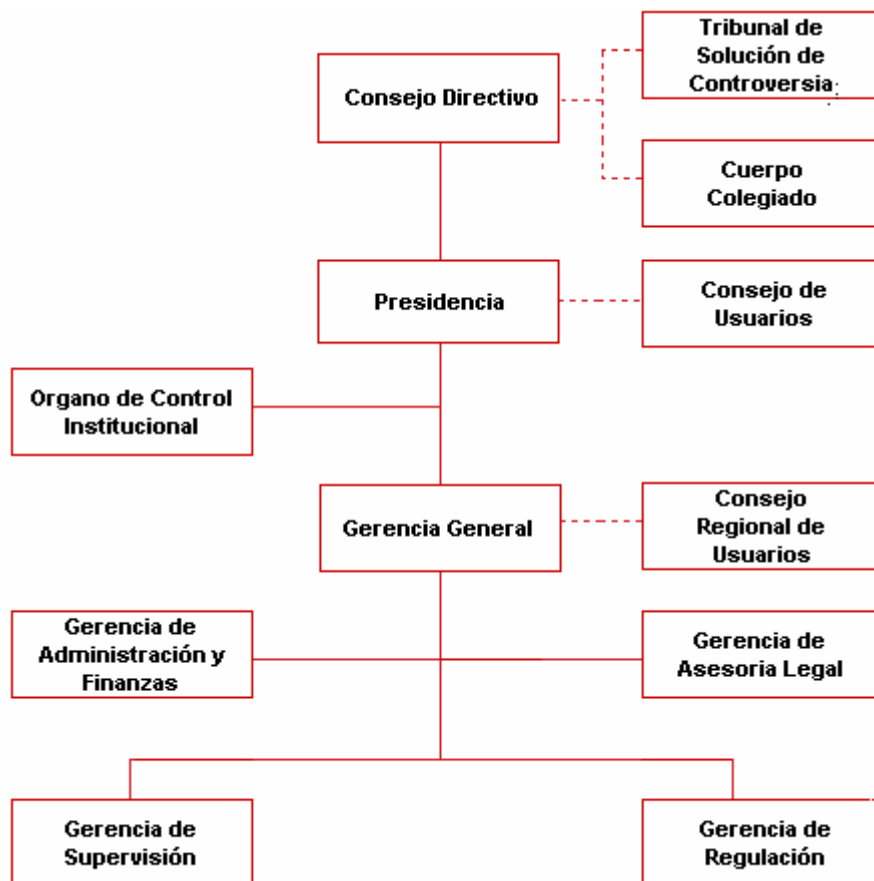 Tribunal de
Solución de
Controversia
Consejo Directivo
Cuerpo
Colegiado
Presidencia
Consejo de
Usuarios
Organo de Control
Institucional
Gerencia General
Consejo
Regional de
Usuarios
Gerencia de
Administración y
Finanzas
Gerencia de
Asesoria Legal
Gerencia de
Supervisión
Gerencia de
Regulación